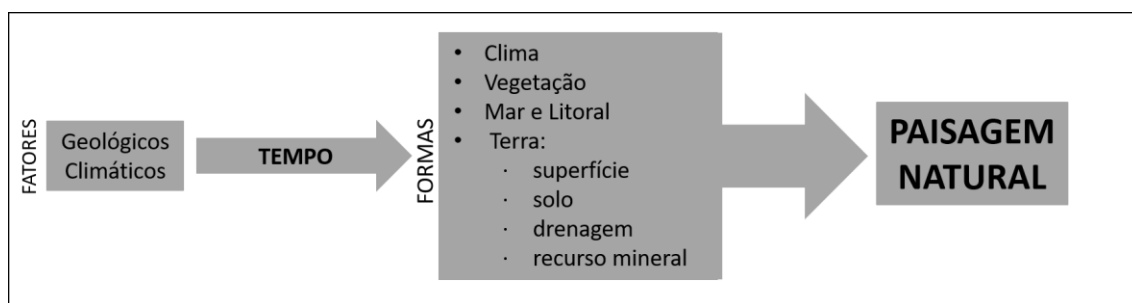 FATORES
Geológicos
Climáticos
TEMPO
FORMAS
• Clima
• Vegetação
• Mar e Litoral
• Terra:
· superfície
· solo
· drenagem
· recurso mineral
PAISAGEM
NATURAL